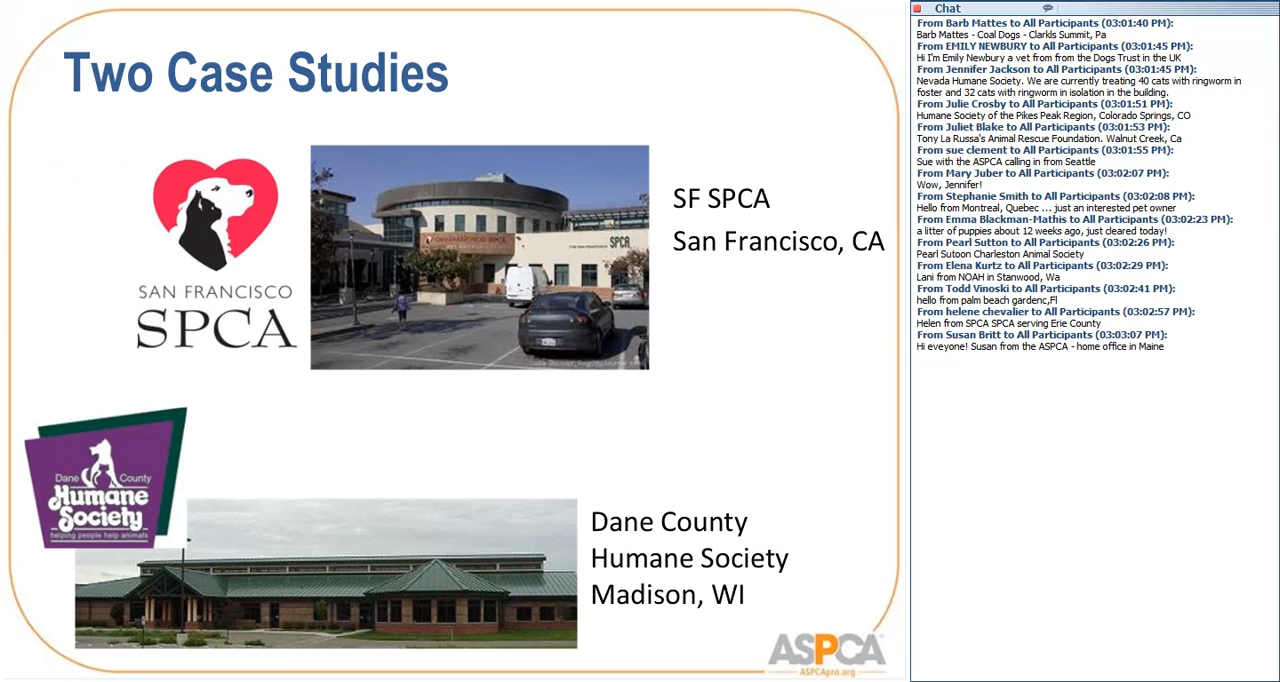 Two Case Studies
SAN FRANCISCO
SPCA
SAN FRANCISCO SPCA
SPCA
SF SPCA
San Francisco, CA
Dane County
Humane
Society
helping people help animals
Dane County
Humane Society
Madison, WI
ASPCA
ASPCApro.org
Chat
From Barb Mattes to All Participants (03:01:40 PM):
Barb Mattes - Coal Dogs - Clarkls Summit, Pa
From EMILY NEWBURY to All Participants (03:01:45 PM):
Hi I'm Emily Newbury a vet from from the Dogs Trust in the UK
From Jennifer Jackson to All Participants (03:01:45 PM):
Nevada Humane Society. We are currently treating 40 cats with ringworm in
foster and 32 cats with ringworm in isolation in the building.
From Julie Crosby to All Participants (03:01:51 PM):
Humane Society of the Pikes Peak Region, Colorado Springs, CO
From Juliet Blake to All Participants (03:01:53 PM):
Tony La Russa's Animal Rescue Foundation. Walnut Creek, Ca
From sue clement to All Participants (03:01:55 PM):
Sue with the ASPCA calling in from Seattle
From Mary Juber to All Participants (03:02:07 PM):
Wow, Jennifer!
From Stephanie Smith to All Participants (03:02:08 PM):
Hello from Montreal, Quebec ... just an interested pet owner
From Emma Blackman-Mathis to All Participants (03:02:23 PM):
a litter of puppies about 12 weeks ago, just cleared today!
From Pearl Sutton to All Participants (03:02:26 PM):
Pearl Sutoon Charleston Animal Society
From Elena Kurtz to All Participants (03:02:29 PM):
Lani from NOAH in Stanwood, Wa
From Todd Vinoski to All Participants (03:02:41 PM):
hello from palm beach gardenc,Fl
From helene chevalier to All Participants (03:02:57 PM):
Helen from SPCA SPCA serving Erie County
From Susan Britt to All Participants (03:03:07 PM):
Hi eveyone! Susan from the ASPCA - home office in Maine